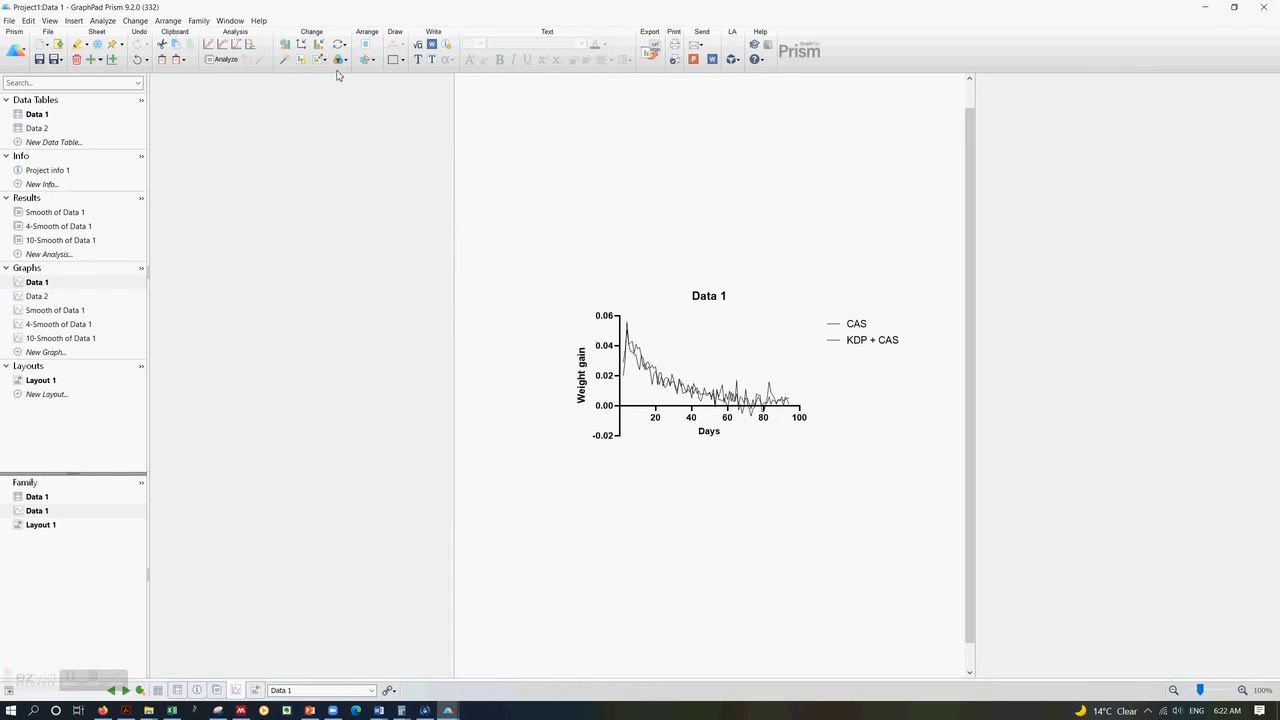 Project1:Data 1 - GraphPad Prism 9.2.0 (332)
File Edit View Insert Analyze Change Arrange Family Window Help
Prism File Sheet Undo Clipboard Analysis Change Arrange Draw Write Text Export Print Send LA Help
Analyze
Prism
Search...
Data Tables
Data 1
Data 2
New Data Table...
Info
Project info 1
New Info...
Results
Smooth of Data 1
4-Smooth of Data 1
10-Smooth of Data 1
New Analysis...
Graphs
Data 1
Data 2
Smooth of Data 1
4-Smooth of Data 1
10-Smooth of Data 1
New Graph...
Layouts
Layout 1
New Layout...
Family
Data 1
Data 1
Layout 1
Data 1
0.06
0.04
0.02
0.00
-0.02
Weight gain
20 40 60 80 100
Days
CAS
KDP + CAS
Data 1
100%
14°C Clear
ENG
6:22 AM